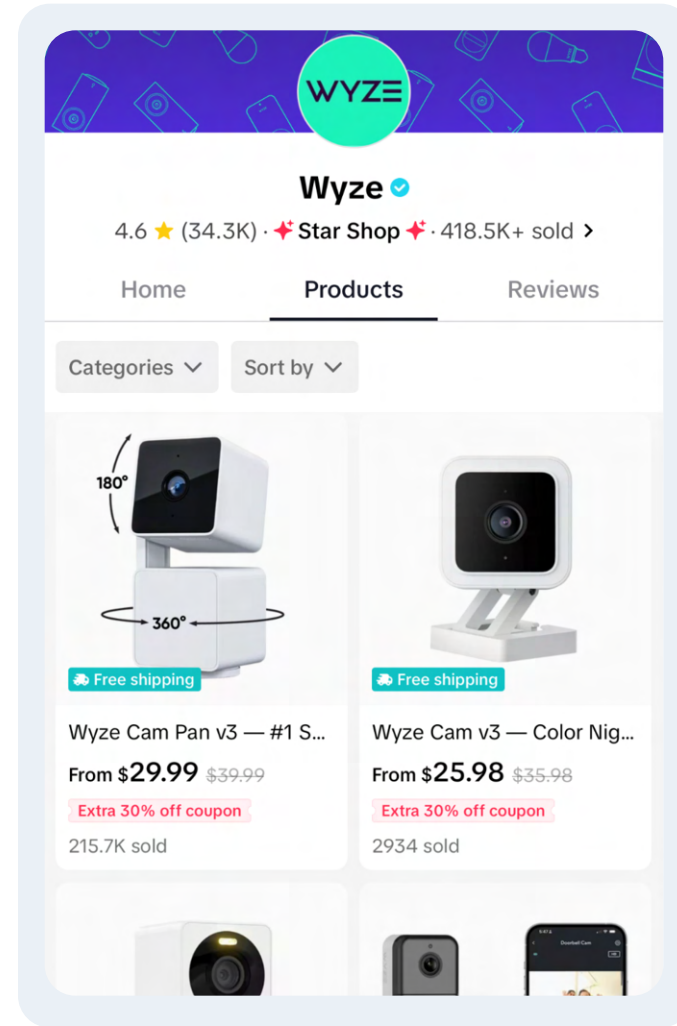 WYZE
Wyze
4.6 ★ (34.3K) · Star Shop · 418.5K+ sold >
Home Products Reviews
Categories Sort by
180°
360°
Free shipping
Free shipping
Wyze Cam Pan v3 — #1 S...
From $29.99 $39.99
Extra 30% off coupon
215.7K sold
Wyze Cam v3 — Color Nig...
From $25.98 $35.98
Extra 30% off coupon
2934 sold
Doorbell Cam